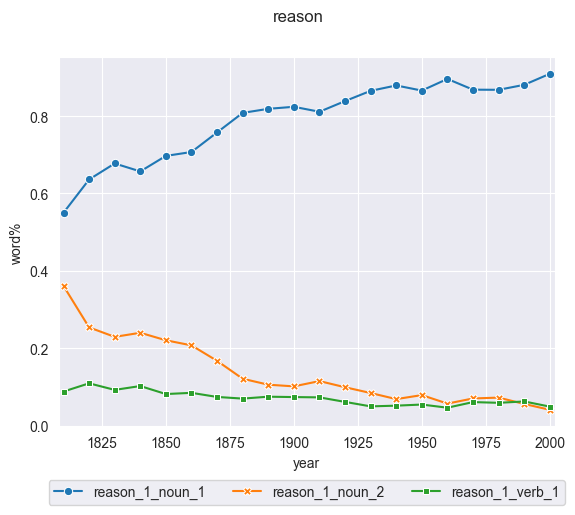 reason
0.8
0.6
0.4
0.2
0.0
word%
1825 1850 1875 1900 1925 1950 1975 2000
year
reason_1_noun_1 reason_1_noun_2 reason_1_verb_1